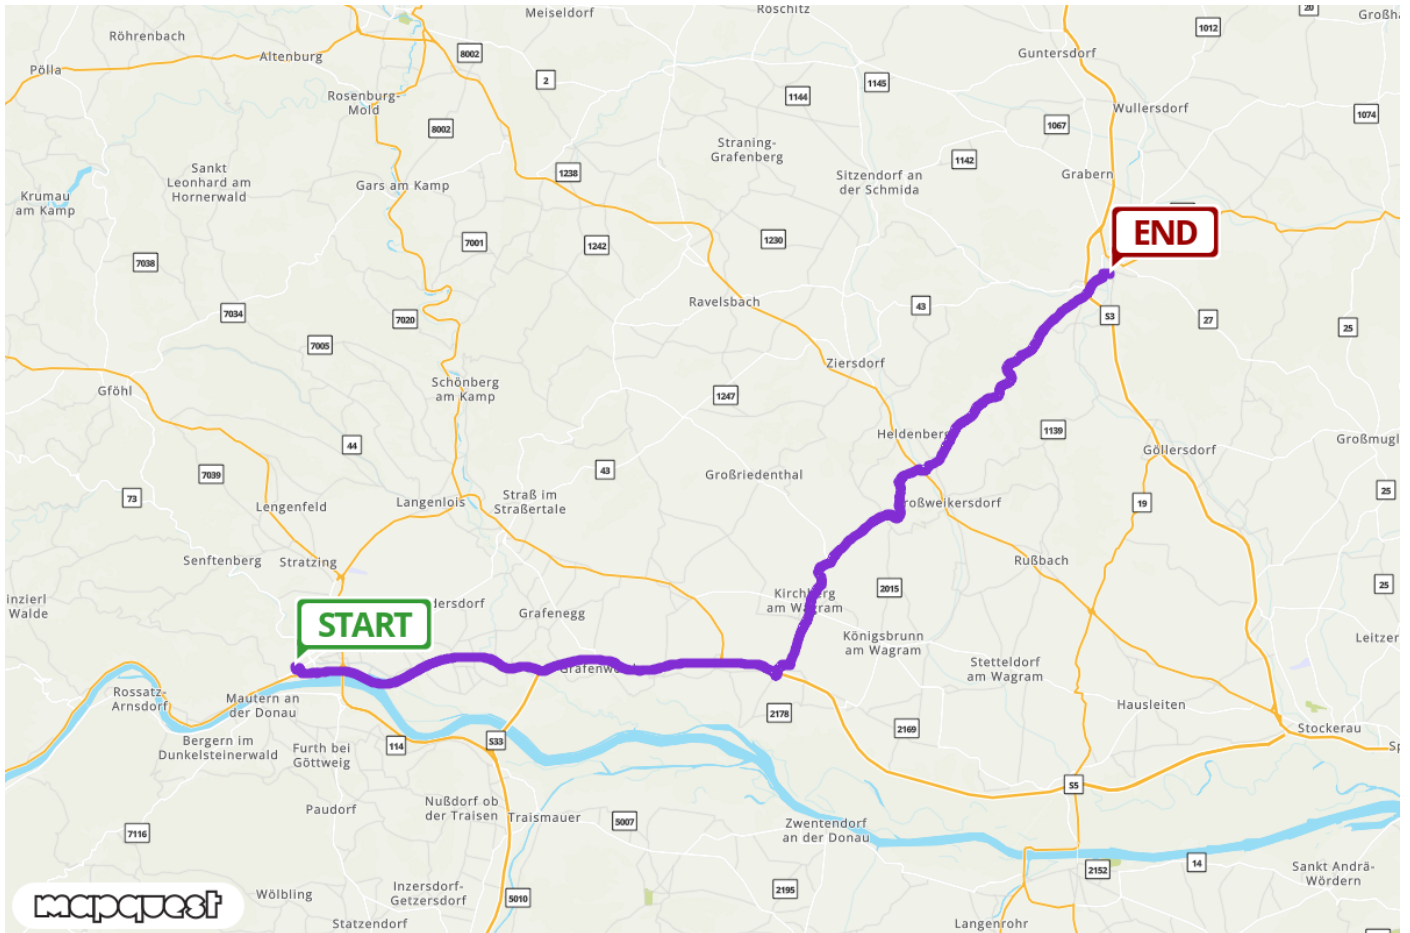 Meiseldorf
Roschitz
20
Großha
Röhrenbach
8002
1012
Altenburg
Guntersdorf
Pölla
2
1145
Rosenburg-
Mold
1144
Wullersdorf
1074
8002
1067
Straning-
Grafenberg
1142
Sankt
Leonhard am
Hornerwald
1238
Sitzendorf an
der Schmida
Grabern
Gars am Kamp
Krumau
am Kamp
END
7001
1242
1230
7038
Ravelsbach
43
7034
7020
S3
27
25
7005
Ziersdorf
Schönberg
am Kamp
Gföhl
1247
44
Heldenberg
1139
Großmugl
Göllersdorf
7039
43
Großriedenthal
25
73
Lengenfeld
Langenlois
Straß im
Straßertale
roßweikersdorf
19
Senftenberg
Stratzing
Rußbach
inzierl
Walde
dersdorf
Grafenegg
Kirchberg
am Wagram
2015
25
START
Königsbrunn
am Wagram
Leitzer
Grafenw
Stetteldorf
am Wagram
Rossatz-
Arnsdorf
Mautern an
der Donau
2178
2169
Hausleiten
Stockerau
Sp
Bergern im
Dunkelsteinerwald
Furth bei
Göttweig
114
S33
S5
Paudorf
Nußdorf ob
der Traisen
Traismauer
5007
Zwentendorf
an der Donau
7116
14
2152
Sankt Andrä-
Wördern
mapquest
Wölbling
Inzersdorf-
Getzersdorf
5010
2195
Statzendorf
Langenrohr